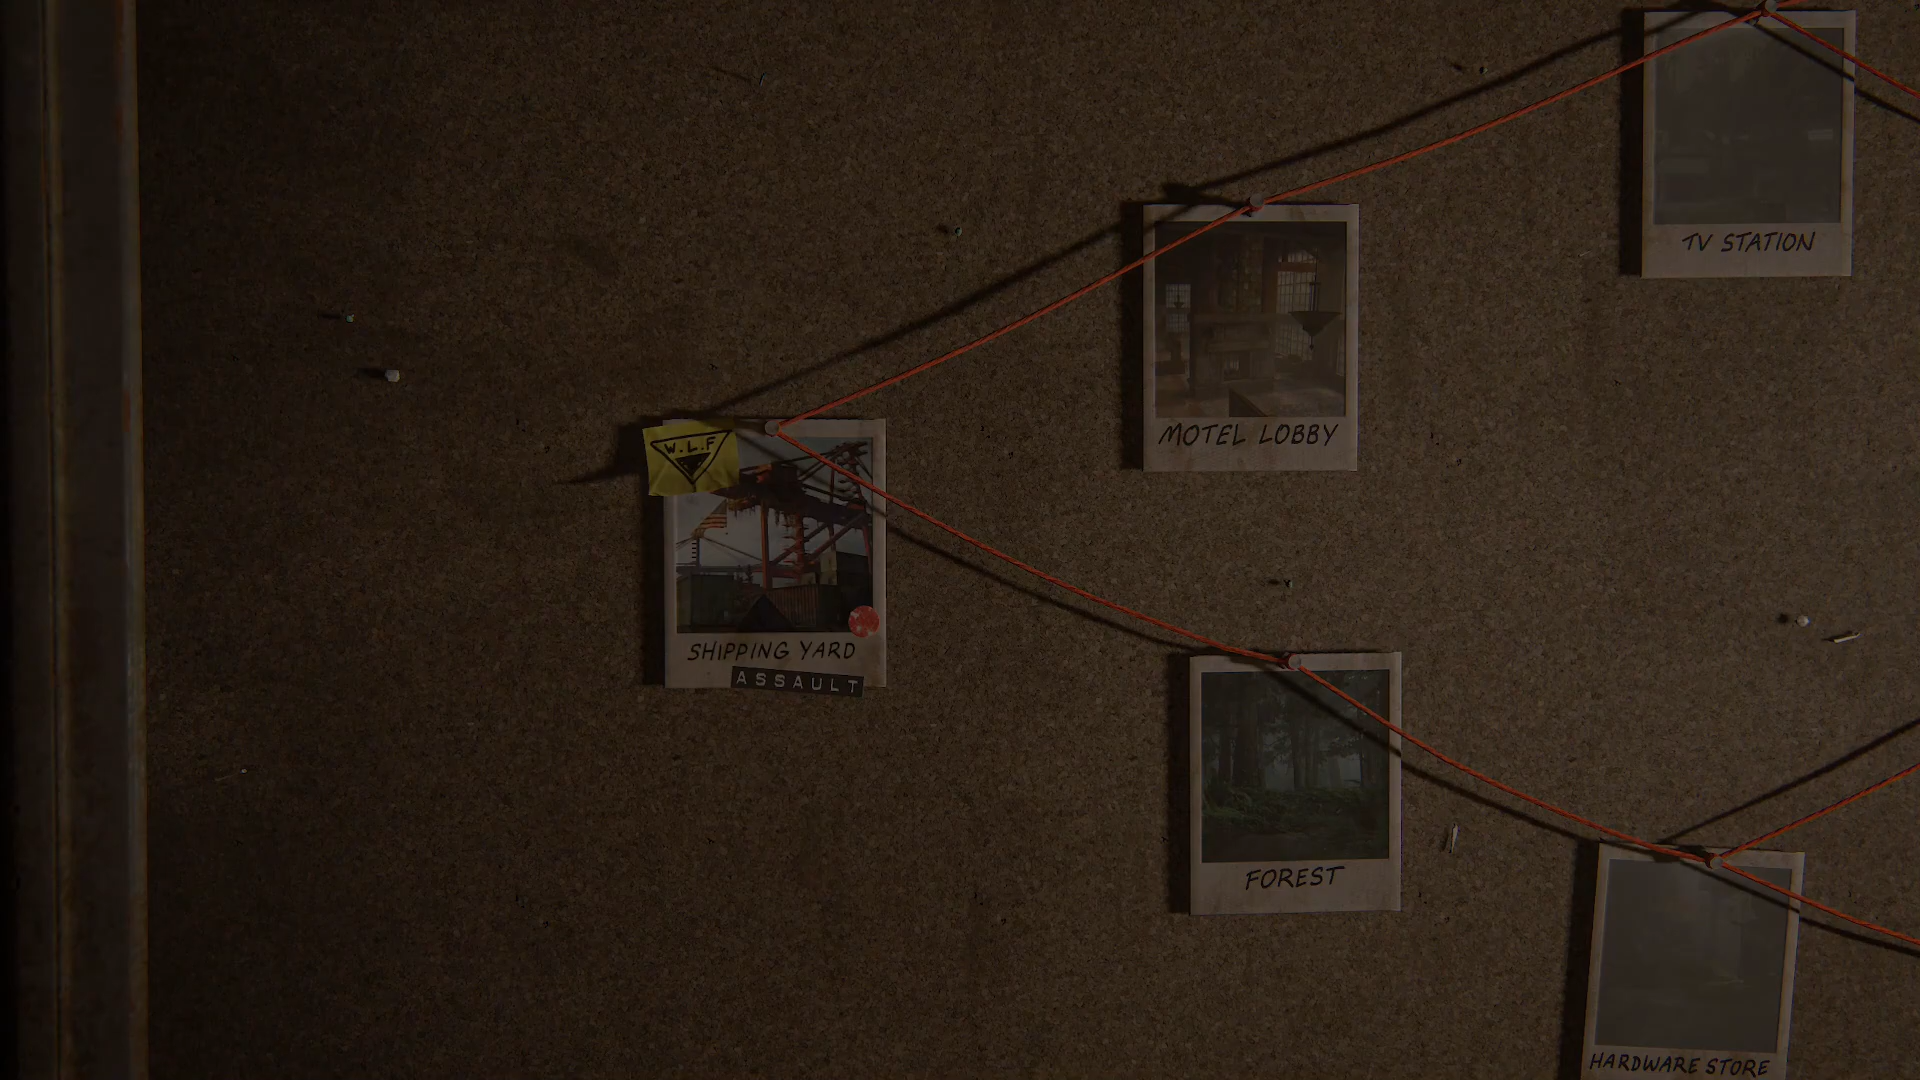 TV STATION
MOTEL LOBBY
W.L.F
SHIPPING YARD
ASSAULT
FOREST
HARDWARE STORE